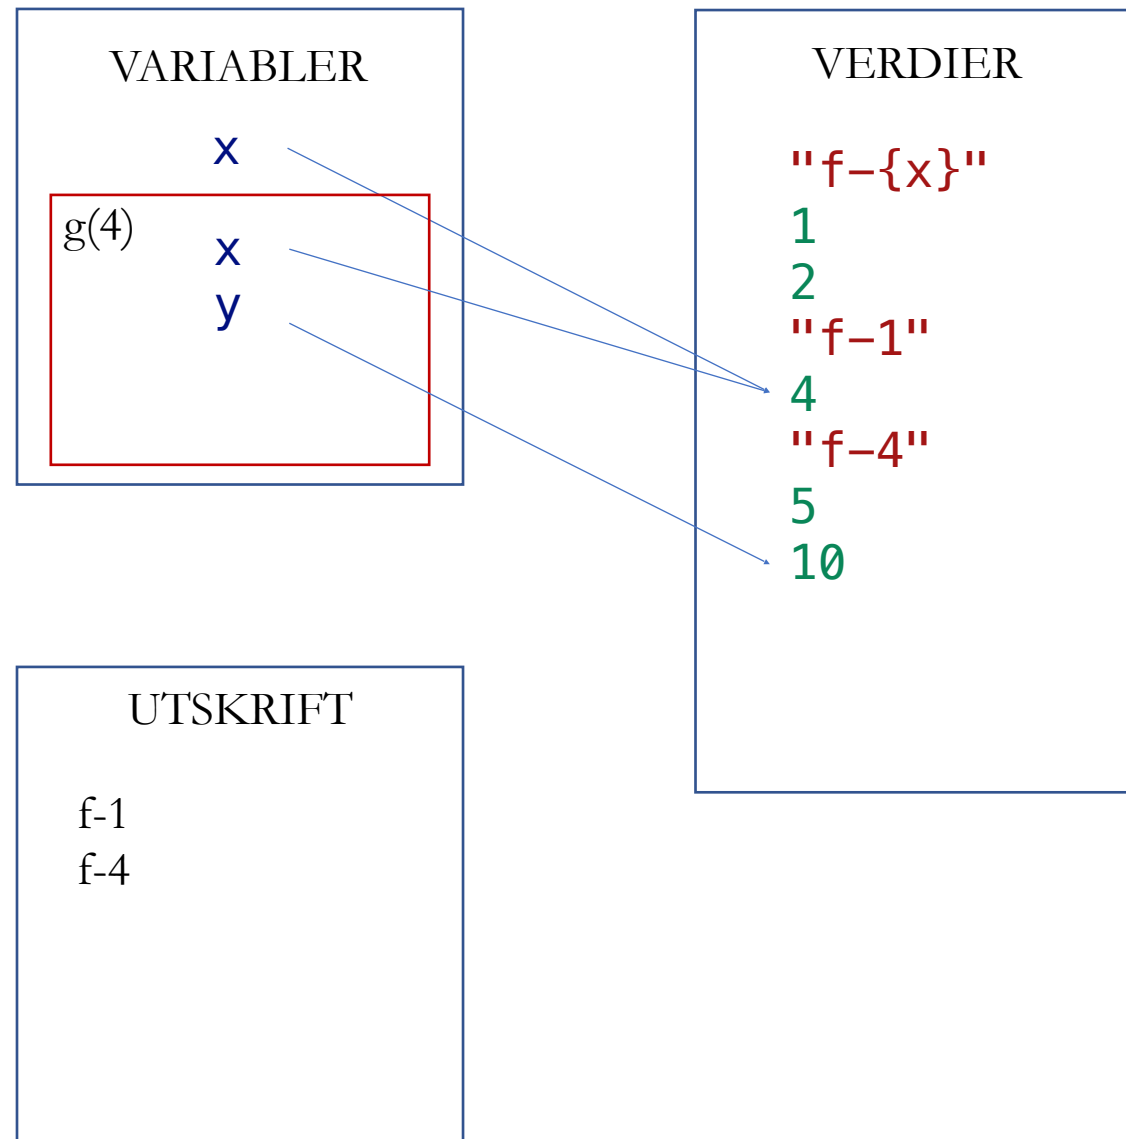 VARIABLER
x
g(4)
x
y
VERDIER
"f-{x}"
1
2
"f-1"
4
"f-4"
5
10
UTSKRIFT
f-1
f-4